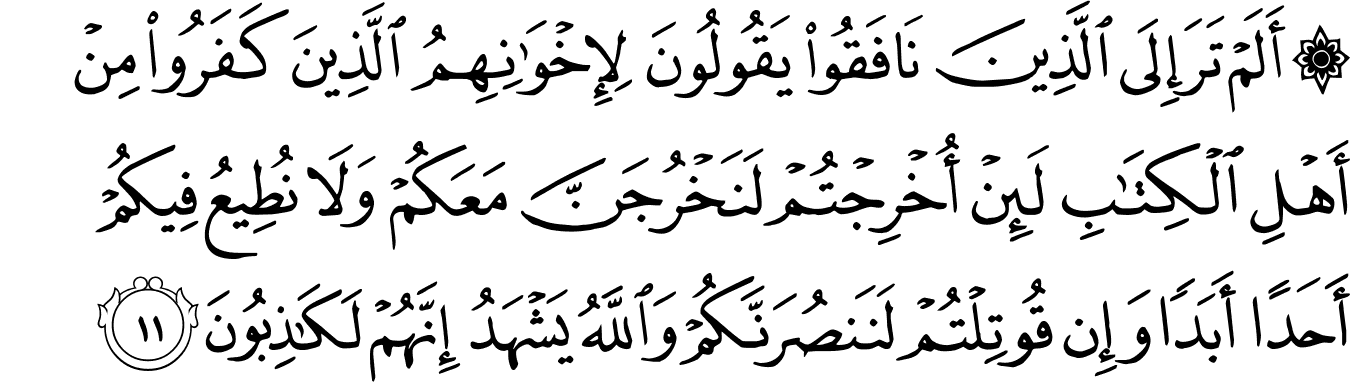 ۞ أَلَمْ تَرَ إِلَى ٱلَّذِينَ نَافَقُوا۟ يَقُولُونَ لِإِخْوَٰنِهِمُ ٱلَّذِينَ كَفَرُوا۟ مِنْ
أَهْلِ ٱلْكِتَـٰبِ لَئِنْ أُخْرِجْتُمْ لَنَخْرُجَنَّ مَعَكُمْ وَلَا نُطِيعُ فِيكُمْ
أَحَدًا أَبَدًا وَإِن قُوتِلْتُمْ لَنَنصُرَنَّكُمْ وَٱللَّهُ يَشْهَدُ إِنَّهُمْ لَكَـٰذِبُونَ ١١